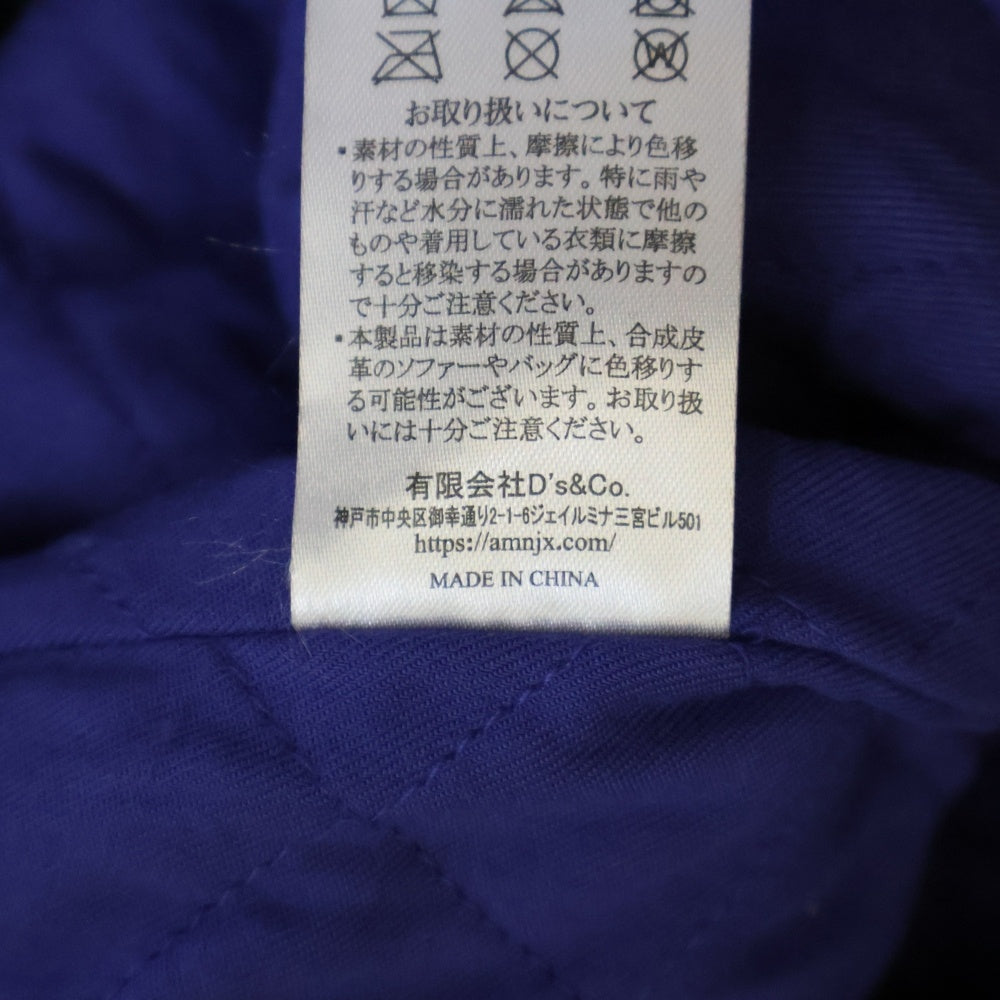 お取り扱いについて
・素材の性質上、摩擦により色移
りする場合があります。特に雨や
汗など水分に濡れた状態で他の
ものや着用している衣類に摩擦
すると移染する場合がありますの
で十分ご注意ください。
・本製品は素材の性質上、合成皮
革のソファーやバッグに色移りす
る可能性がございます。お取り扱
いには十分ご注意ください。
有限会社D's&Co.
神戸市中央区御幸通り2-1-6ジェイルミナ三宮ビル501
https://amnjx.com/
MADE IN CHINA